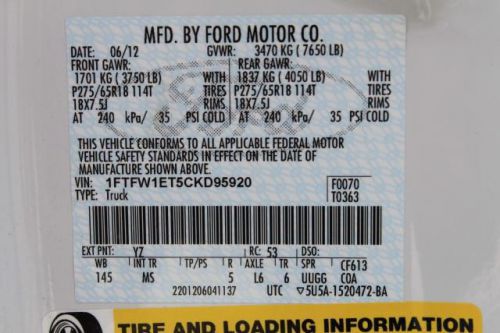 MFD. BY FORD MOTOR CO.
DATE: 06/12 GVWR: 3470 KG (7650 LB)
FRONT GAWR: REAR GAWR:
1701 KG (3750 LB) WITH 1837 KG (4050 LB) WITH
P275/65R18 114T TIRES P275/65R18 114T TIRES
18X7.5J RIMS 18X7.5J RIMS
AT 240 kPa/ 35 PSI COLD AT 240 kPa/ 35 PSI COLD
THIS VEHICLE CONFORMS TO ALL APPLICABLE FEDERAL MOTOR
VEHICLE SAFETY STANDARDS IN EFFECT ON THE DATE OF
MANUFACTURE SHOWN ABOVE.
VIN: 1FTFW1ET5CKD95920 F0070
TYPE: Truck T0363
EXT PNT: YZ RC: 53 DSO:
WB INT TR TP/PS R AXLE TR SPR CF613
145 MS 5 L6 6 UUGG COA
2201206041137 UTC ▽5U5A-1520472-BA
TIRE AND LOADING INFORMATION